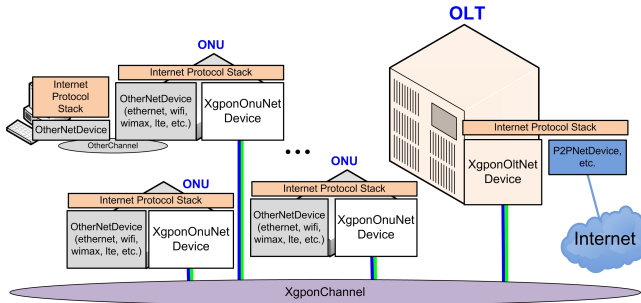 OLT
ONU
Internet Protocol Stack
Internet
Protocol
Stack
OtherNetDevice
OtherNetDevice
(ethernet, wifi,
wimax, lte, etc.)
XgponOnuNet
Device
OtherChannel
...
Internet Protocol Stack
XgponOltNet
Device
P2PNetDevice,
etc.
ONU
Internet Protocol Stack
OtherNetDevice
(ethernet, wifi,
wimax, lte, etc.)
XgponOnuNet
Device
ONU
Internet Protocol Stack
OtherNetDevice
(ethernet, wifi,
wimax, lte, etc.)
XgponOnuNet
Device
Internet
XgponChannel